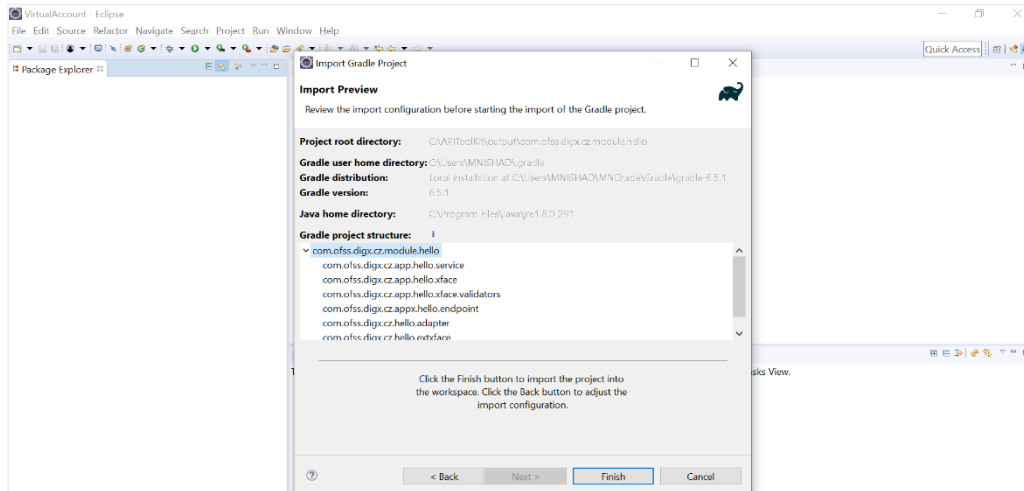 VirtualAccount - Eclipse
File Edit Source Refactor Navigate Search Project Run Window Help
Quick Access
Package Explorer
Import Gradle Project
Import Preview
Review the import configuration before starting the import of the Gradle project.
Project root directory: C:\APIToolKit\output\com.ofss.digx.cz.module.hello
Gradle user home directory: C:\Users\MNISHAD\.gradle
Gradle distribution: Local installation at C:\Users\MNISHAD\MNOracle\Gradle\gradle-6.5.1
Gradle version: 6.5.1
Java home directory: C:\Program Files\Java\jre1.8.0_291
Gradle project structure:
com.ofss.digx.cz.module.hello
com.ofss.digx.cz.app.hello.service
com.ofss.digx.cz.app.hello.xface
com.ofss.digx.cz.app.hello.xface.validators
com.ofss.digx.cz.appx.hello.endpoint
com.ofss.digx.cz.hello.adapter
com.ofss.digx.cz.hello.extxface
sks View.
Click the Finish button to import the project into
the workspace. Click the Back button to adjust the
import configuration.
< Back Next > Finish Cancel